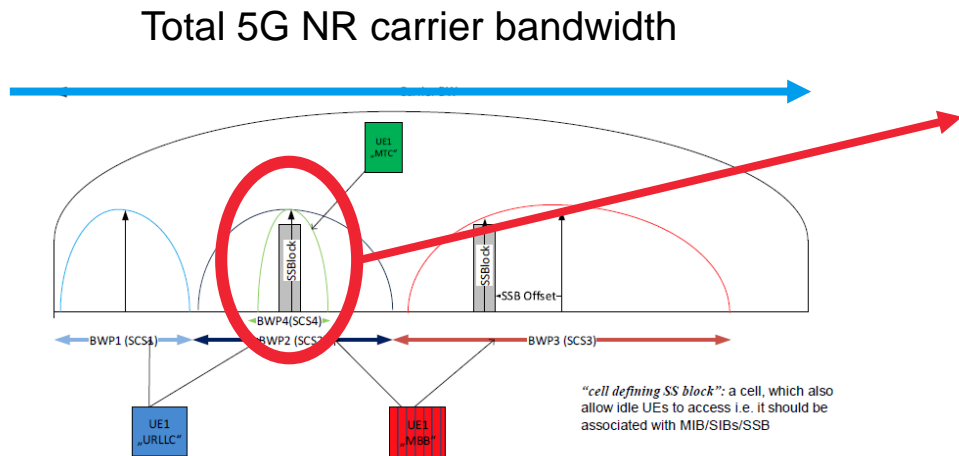 Total 5G NR carrier bandwidth
UE1
„MTC“
SSBlock
SSBlock
SSB Offset
BWP4(SCS4)
BWP1 (SCS1)
BWP2 (SCS2
BWP3 (SCS3)
"cell defining SS block": a cell, which also
allow idle UEs to access i.e. it should be
associated with MIB/SIBs/SSB
UE1
„URLLC“
UE1
„MBB“